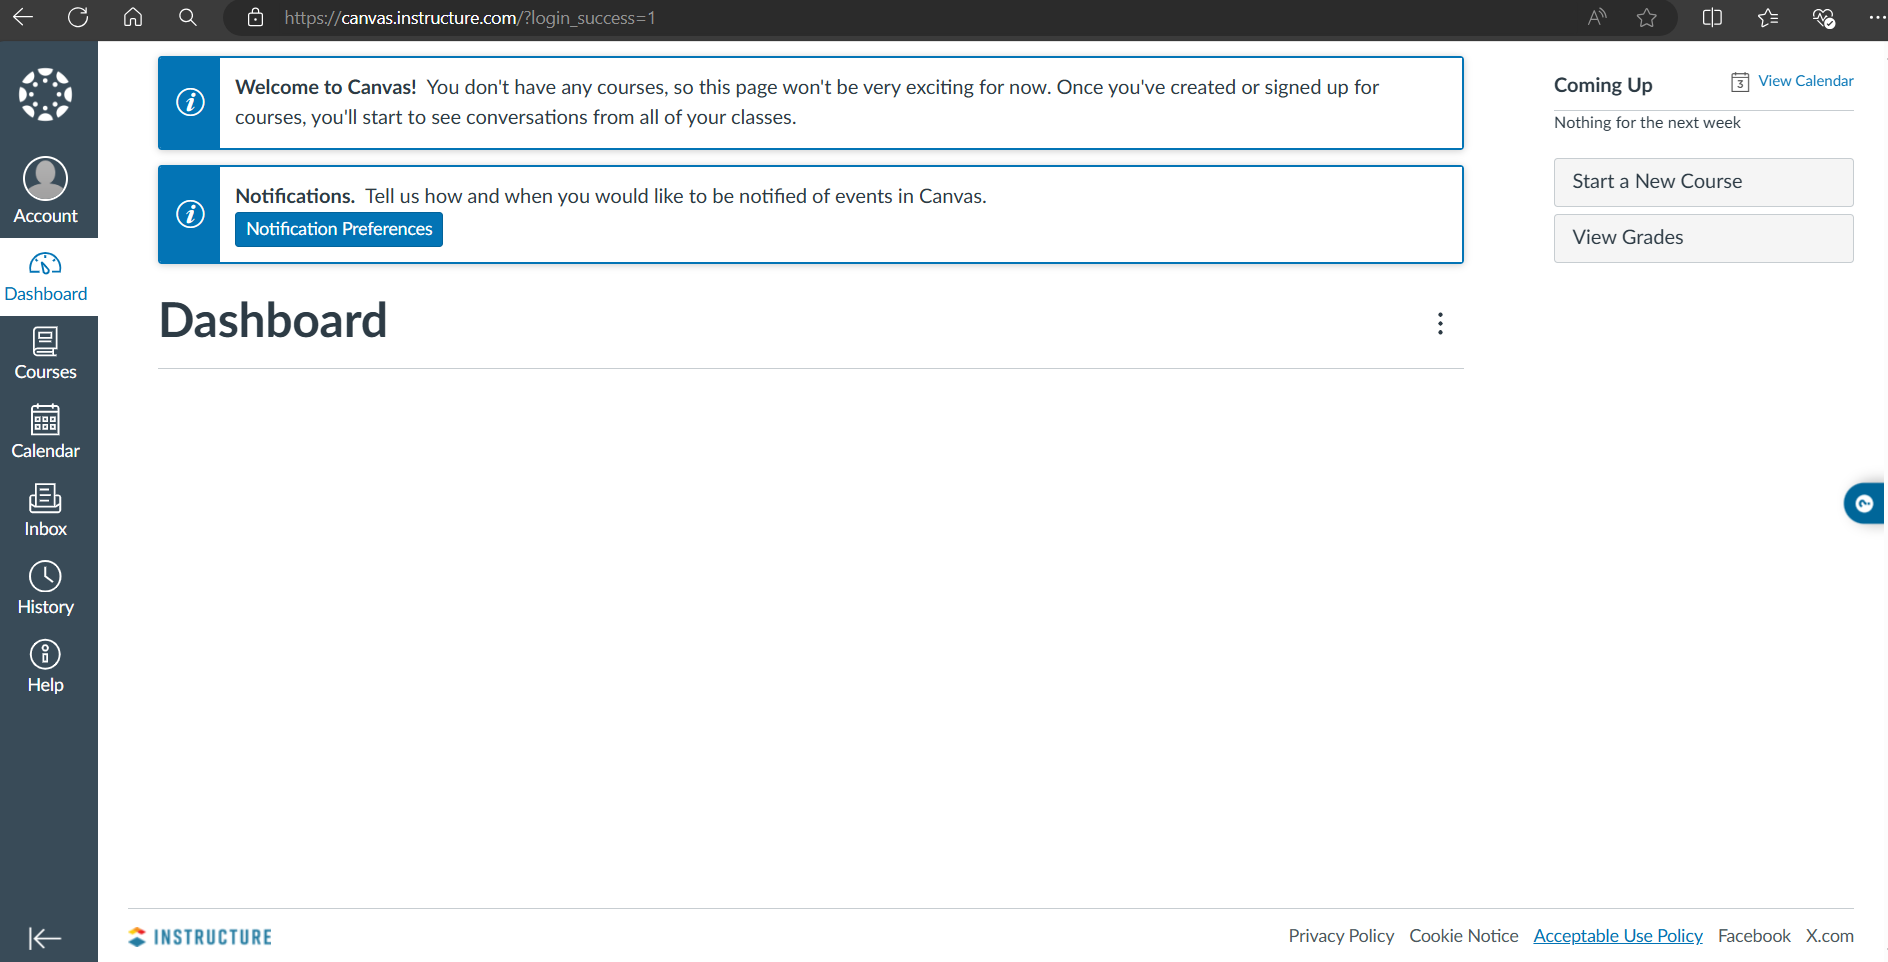 https://canvas.instructure.com/?login_success=1
Account
Dashboard
Courses
Calendar
Inbox
History
Help
Welcome to Canvas! You don't have any courses, so this page won't be very exciting for now. Once you've created or signed up for
courses, you'll start to see conversations from all of your classes.
Notifications. Tell us how and when you would like to be notified of events in Canvas.
Notification Preferences
Dashboard
Coming Up
3 View Calendar
Nothing for the next week
Start a New Course
View Grades
INSTRUCTURE
Privacy Policy Cookie Notice Acceptable Use Policy Facebook X.com